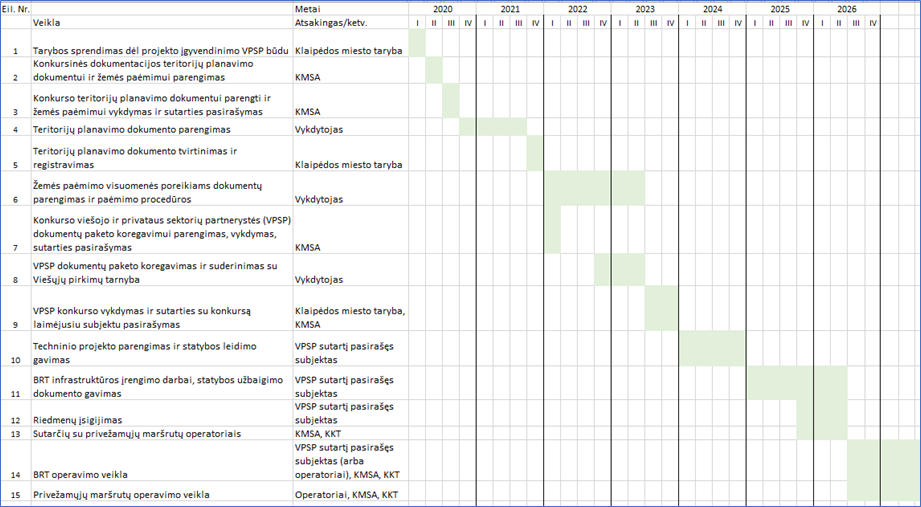 Eil. Nr. Metai 2020 2021 2022 2023 2024 2025 2026
Veikla Atsakingas/ketv. I II III IV I II III IV I II III IV I II III IV I II III IV I II III IV I II III IV
1 Tarybos sprendimas dėl projekto įgyvendinimo VPSP būdu Klaipėdos miesto taryba
Konkursinės dokumentacijos teritorijų planavimo
2 dokumentui ir žemės paėmimui parengimas KMSA
Konkurso teritorijų planavimo dokumentui parengti ir
3 žemės paėmimui vykdymas ir sutarties pasirašymas KMSA
4 Teritorijų planavimo dokumento parengimas Vykdytojas
Teritorijų planavimo dokumento tvirtinimas ir
5 registravimas Klaipėdos miesto taryba
Žemės paėmimo visuomenės poreikiams dokumentų
6 parengimas ir paėmimo procedūros Vykdytojas
Konkurso viešojo ir privataus sektorių partnerystės (VPSP)
dokumentų paketo koregavimui parengimas, vykdymas,
7 sutarties pasirašymas KMSA
VPSP dokumentų paketo koregavimas ir suderinimas su
8 Viešųjų pirkimų tarnyba Vykdytojas
VPSP konkurso vykdymas ir sutarties su konkursą Klaipėdos miesto taryba,
9 laimėjusiu subjektu pasirašymas KMSA
Techninio projekto parengimas ir statybos leidimo VPSP sutartį pasirašęs
10 gavimas subjektas
BRT infrastruktūros įrengimo darbai, statybos užbaigimo VPSP sutartį pasirašęs
11 dokumento gavimas subjektas
VPSP sutartį pasirašęs
12 Riedmenų įsigijimas subjektas
13 Sutarčių su privežamųjų maršrutų operatoriais KMSA, KKT
VPSP sutartį pasirašęs
subjektas (arba
14 BRT operavimo veikla operatoriai), KMSA, KKT
15 Privežamųjų maršrutų operavimo veikla Operatoriai, KMSA, KKT